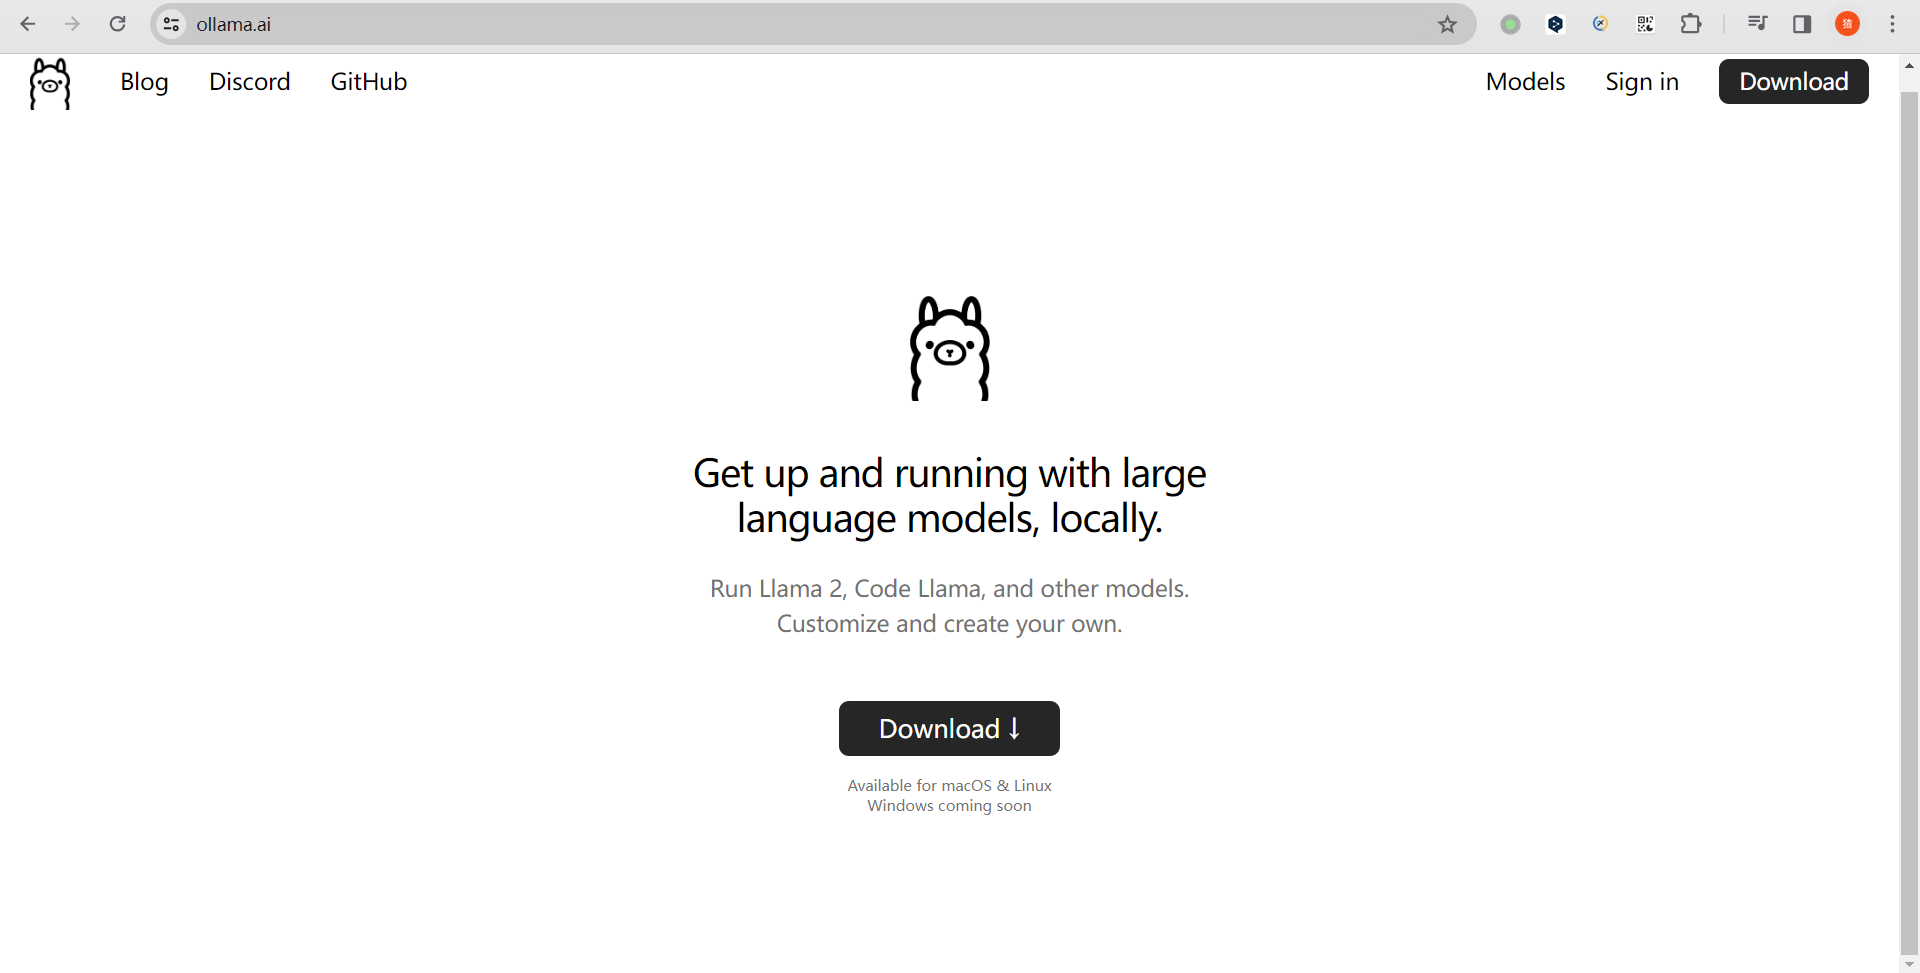 ollama.ai
Blog Discord GitHub Models Sign in Download
Get up and running with large
language models, locally.
Run Llama 2, Code Llama, and other models.
Customize and create your own.
Download ↓
Available for macOS & Linux
Windows coming soon